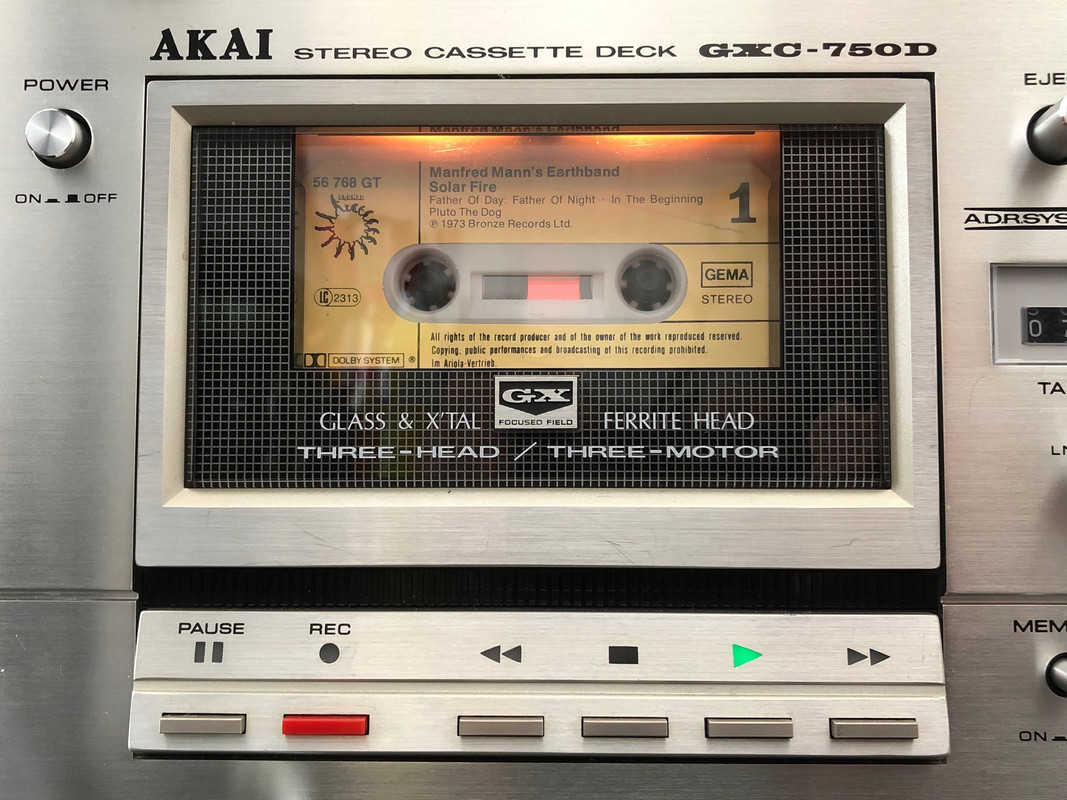 AKAI STEREO CASSETTE DECK GXC-750D
POWER
ON OFF
Manfred Mann's Earthband
56 768 GT
Manfred Mann's Earthband
Solar Fire
Father Of Day: Father Of Night - In The Beginning
Pluto The Dog
℗ 1973 Bronze Records Ltd.
1
BRONZE
LC 2313
GEMA
STEREO
All rights of the record producer and of the owner of the work reproduced reserved.
Copying, public performances and broadcasting of this recording prohibited.
Im Ariola-Vertrieb.
DOLBY SYSTEM ®
GX
FOCUSED FIELD
GLASS & X'TAL FERRITE HEAD
THREE-HEAD / THREE-MOTOR
PAUSE REC
EJE
A.D.R.SYS
0
TA
LN
MEM
ON